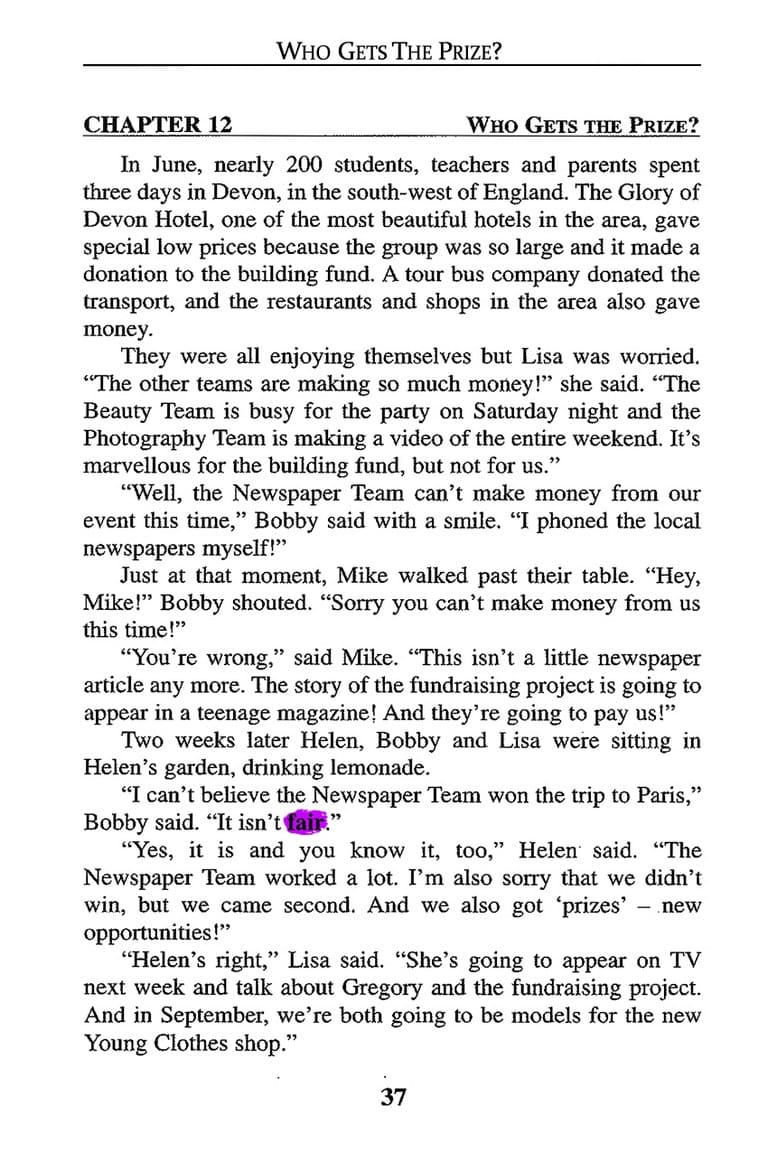 WHO GETS THE PRIZE?
CHAPTER 12 WHO GETS THE PRIZE?
In June, nearly 200 students, teachers and parents spent
three days in Devon, in the south-west of England. The Glory of
Devon Hotel, one of the most beautiful hotels in the area, gave
special low prices because the group was so large and it made a
donation to the building fund. A tour bus company donated the
transport, and the restaurants and shops in the area also gave
money.
They were all enjoying themselves but Lisa was worried.
“The other teams are making so much money!” she said. “The
Beauty Team is busy for the party on Saturday night and the
Photography Team is making a video of the entire weekend. It’s
marvellous for the building fund, but not for us.”
“Well, the Newspaper Team can’t make money from our
event this time,” Bobby said with a smile. “I phoned the local
newspapers myself!”
Just at that moment, Mike walked past their table. “Hey,
Mike!” Bobby shouted. “Sorry you can’t make money from us
this time!”
“You’re wrong,” said Mike. “This isn’t a little newspaper
article any more. The story of the fundraising project is going to
appear in a teenage magazine! And they’re going to pay us!”
Two weeks later Helen, Bobby and Lisa were sitting in
Helen’s garden, drinking lemonade.
“I can’t believe the Newspaper Team won the trip to Paris,”
Bobby said. “It isn’t fair.”
“Yes, it is and you know it, too,” Helen said. “The
Newspaper Team worked a lot. I’m also sorry that we didn’t
win, but we came second. And we also got ‘prizes’ – new
opportunities!”
“Helen’s right,” Lisa said. “She’s going to appear on TV
next week and talk about Gregory and the fundraising project.
And in September, we’re both going to be models for the new
Young Clothes shop.”
37